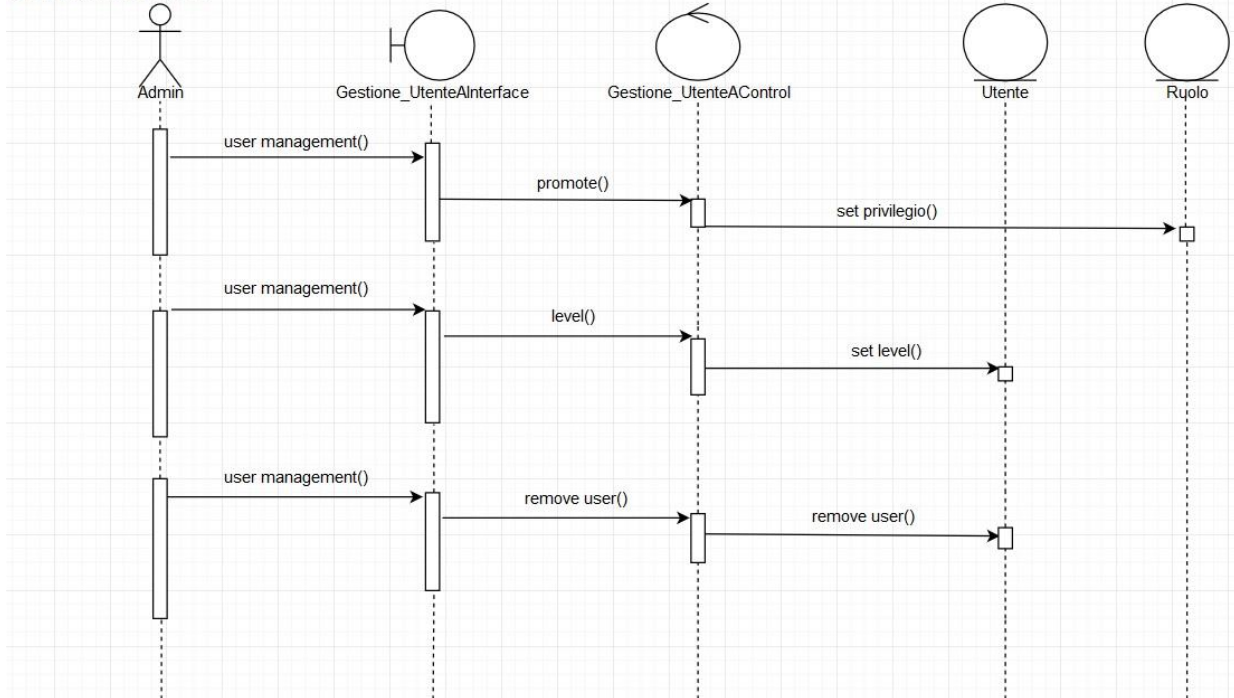 Admin
Gestione_UtenteAInterface
Gestione_UtenteAControl
Utente
Ruolo
user management()
promote()
set privilegio()
user management()
level()
set level()
user management()
remove user()
remove user()